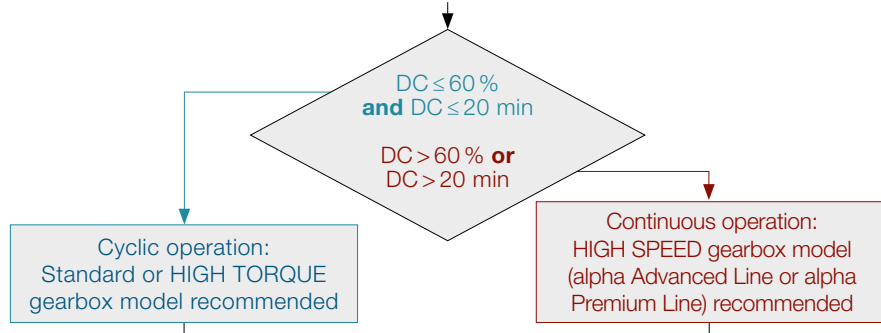 DC ≤ 60 %
and DC ≤ 20 min
DC > 60 % or
DC > 20 min
Cyclic operation:
Standard or HIGH TORQUE
gearbox model recommended
Continuous operation:
HIGH SPEED gearbox model
(alpha Advanced Line or alpha
Premium Line) recommended